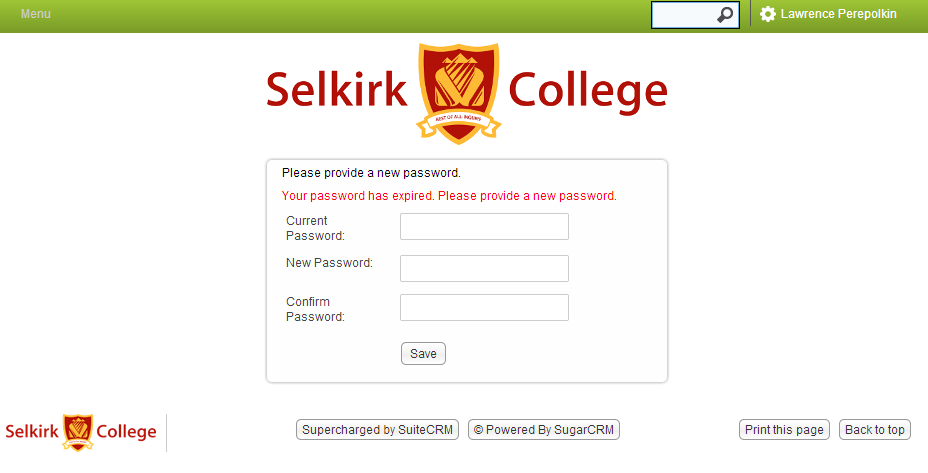 Menu
Lawrence Perepolkin
Selkirk College
BEST OF ALL INQUIRY
Please provide a new password.
Your password has expired. Please provide a new password.
Current
Password:
New Password:
Confirm
Password:
Save
Selkirk College
Supercharged by SuiteCRM
© Powered By SugarCRM
Print this page
Back to top